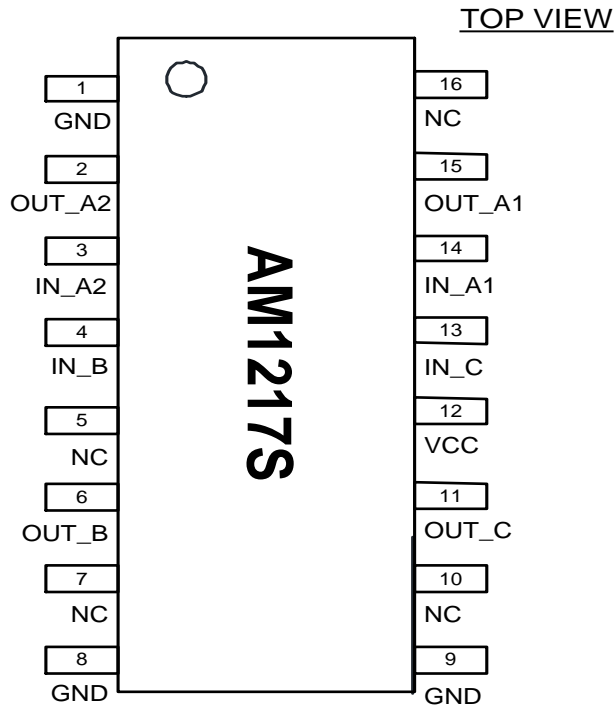 TOP VIEW
1
GND
2
OUT_A2
3
IN_A2
4
IN_B
5
NC
6
OUT_B
7
NC
8
GND
AM1217S
16
NC
15
OUT_A1
14
IN_A1
13
IN_C
12
VCC
11
OUT_C
10
NC
9
GND